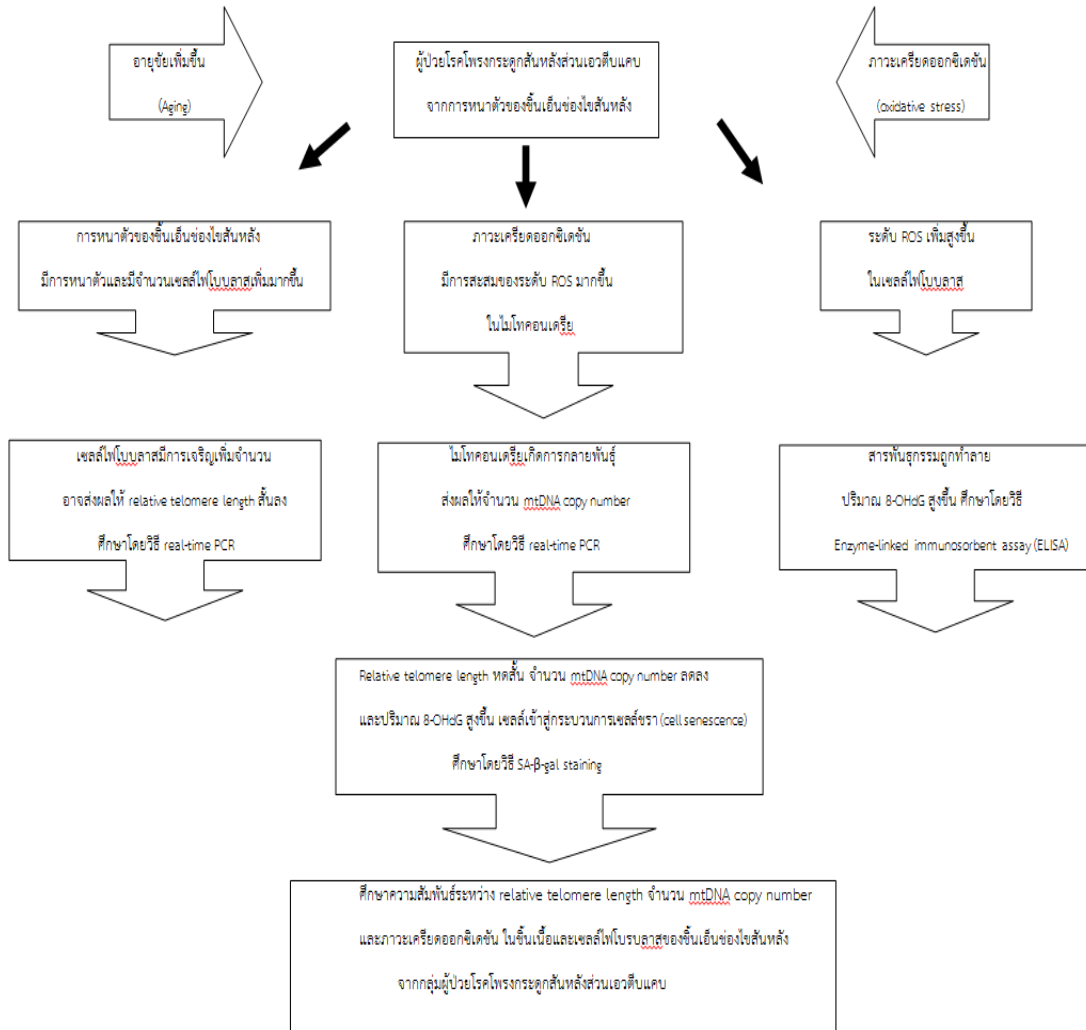 อายุขัยเพิ่มขึ้น
(Aging)
ผู้ป่วยโรคโพรงกระดูกสันหลังส่วนเอวตีบแคบ
จากการหนาตัวของชิ้นเอ็นช่องไขสันหลัง
ภาวะเครียดออกซิเดชัน
(oxidative stress)
การหนาตัวของชิ้นเอ็นช่องไขสันหลัง
มีการหนาตัวและมีจำนวนเซลล์ไฟโบบลาสเพิ่มมากขึ้น
ภาวะเครียดออกซิเดชัน
มีการสะสมของระดับ ROS มากขึ้น
ในไมโทคอนเดรีย
ระดับ ROS เพิ่มสูงขึ้น
ในเซลล์ไฟโบบลาส
เซลล์ไฟโบบลาสมีการเจริญเพิ่มจำนวน
อาจส่งผลให้ relative telomere length สั้นลง
ศึกษาโดยวิธี real-time PCR
ไมโทคอนเดรียเกิดการกลายพันธุ์
ส่งผลให้จำนวน mtDNA copy number
ศึกษาโดยวิธี real-time PCR
สารพันธุกรรมถูกทำลาย
ปริมาณ 8-OHdG สูงขึ้น ศึกษาโดยวิธี
Enzyme-linked immunosorbent assay (ELISA)
Relative telomere length หดสั้น จำนวน mtDNA copy number ลดลง
และปริมาณ 8-OHdG สูงขึ้น เซลล์เข้าสู่กระบวนการเซลล์ชรา (cell senescence)
ศึกษาโดยวิธี SA-β-gal staining
ศึกษาความสัมพันธ์ระหว่าง relative telomere length จำนวน mtDNA copy number
และภาวะเครียดออกซิเดชัน ในชิ้นเนื้อและเซลล์ไฟโบรบลาสของชิ้นเอ็นช่องไขสันหลัง
จากกลุ่มผู้ป่วยโรคโพรงกระดูกสันหลังส่วนเอวตีบแคบ